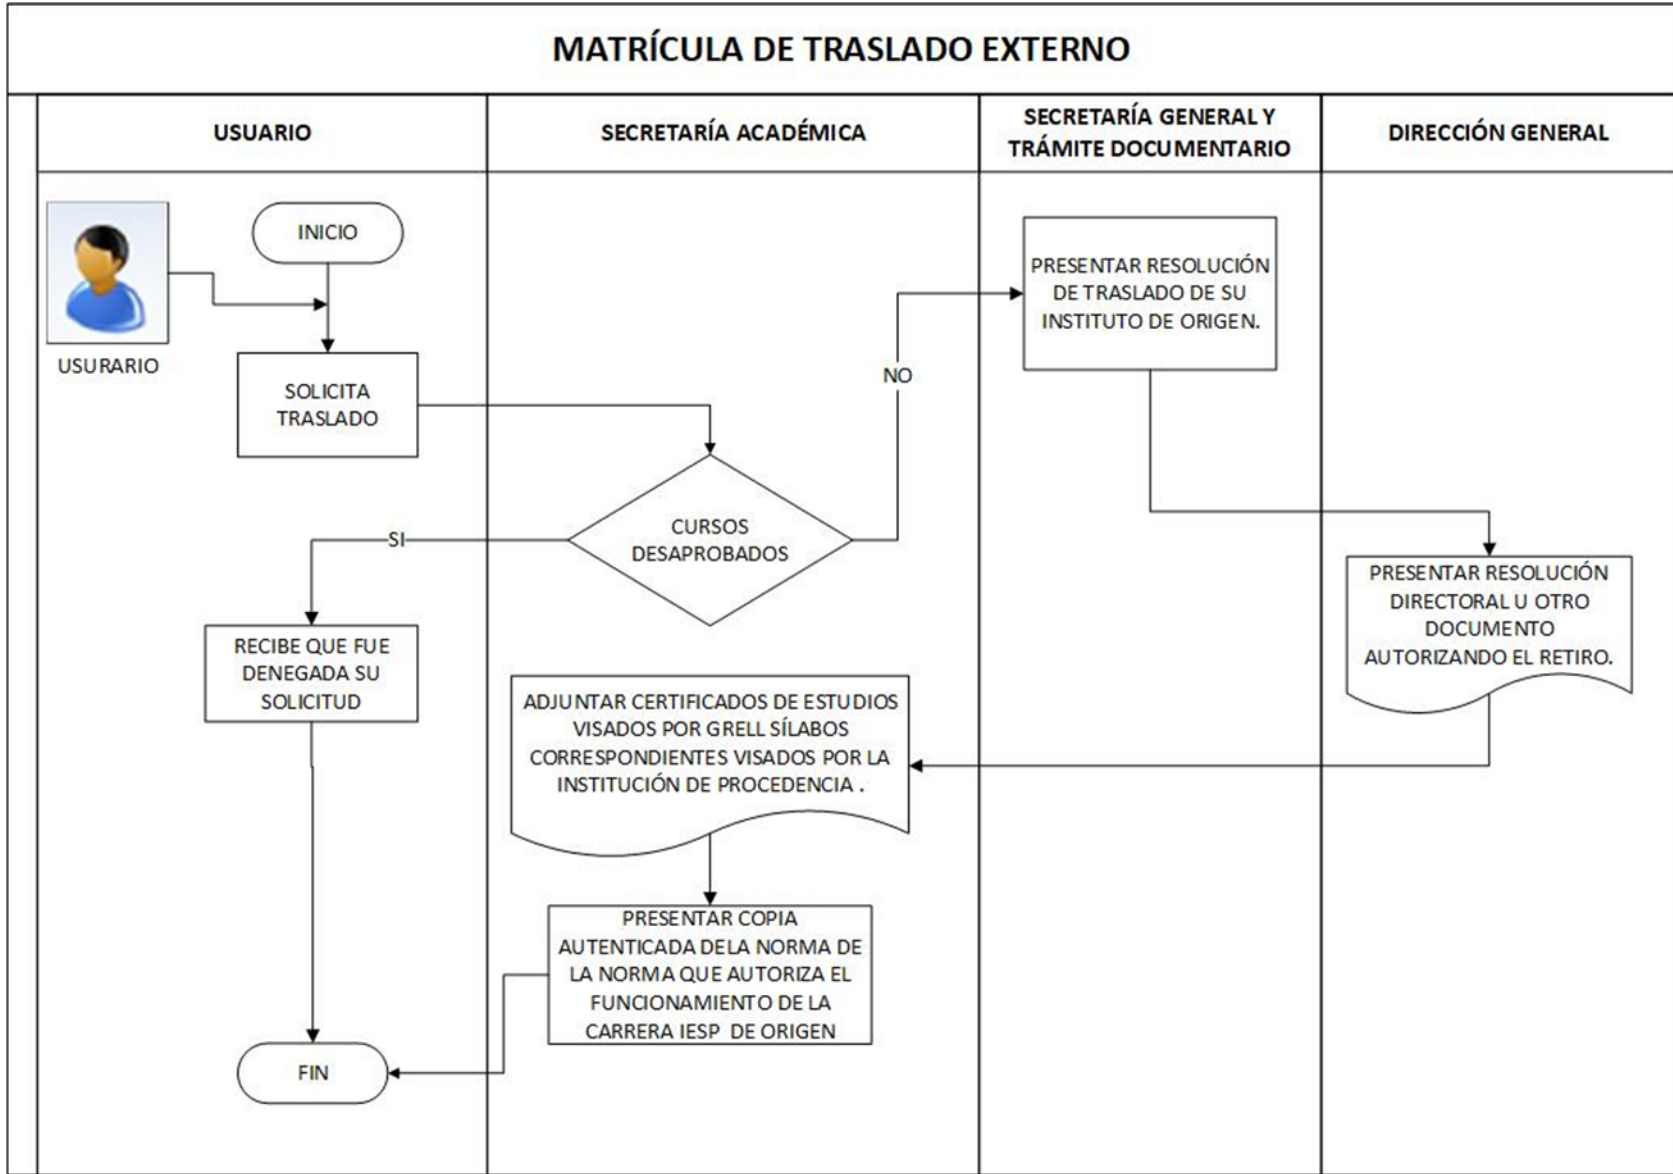 MATRÍCULA DE TRASLADO EXTERNO
USUARIO
SECRETARÍA ACADÉMICA
SECRETARÍA GENERAL Y
TRÁMITE DOCUMENTARIO
DIRECCIÓN GENERAL
INICIO
USURARIO
SOLICITA
TRASLADO
CURSOS
DESAPROBADOS
SI
NO
RECIBE QUE FUE
DENEGADA SU
SOLICITUD
PRESENTAR RESOLUCIÓN
DE TRASLADO DE SU
INSTITUTO DE ORIGEN.
PRESENTAR RESOLUCIÓN
DIRECTORAL U OTRO
DOCUMENTO
AUTORIZANDO EL RETIRO.
ADJUNTAR CERTIFICADOS DE ESTUDIOS
VISADOS POR GRELL SÍLABOS
CORRESPONDIENTES VISADOS POR LA
INSTITUCIÓN DE PROCEDENCIA .
PRESENTAR COPIA
AUTENTICADA DELA NORMA DE
LA NORMA QUE AUTORIZA EL
FUNCIONAMIENTO DE LA
CARRERA IESP DE ORIGEN
FIN